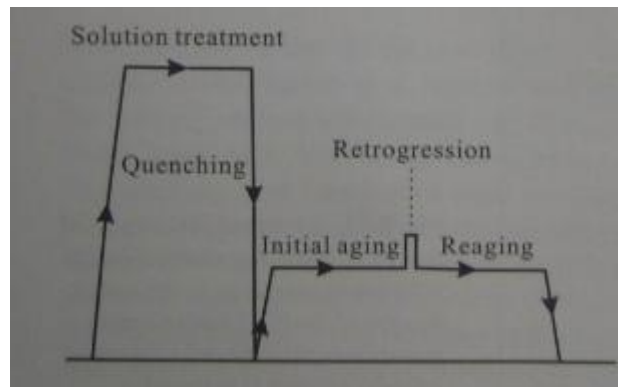 Solution treatment
Quenching
Retrogression
Initial aging
Reaging